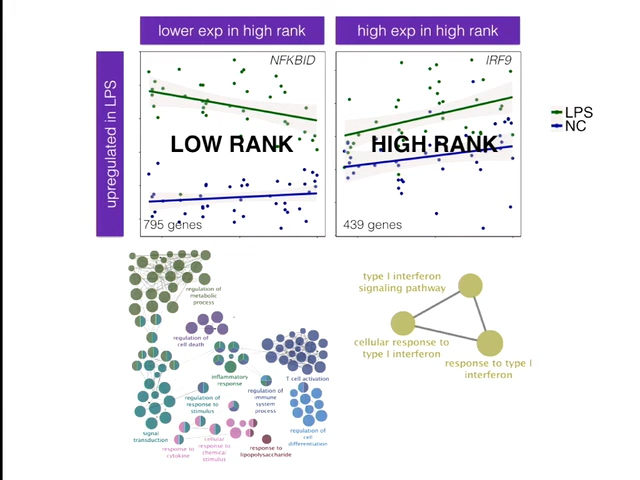 lower exp in high rank
high exp in high rank
upregulated in LPS
NFKBID
IRF9
LOW RANK
HIGH RANK
795 genes
439 genes
LPS
NC
regulation of
metabolic
process
regulation of
cell death
inflammatory
response
T cell activation
regulation of
response to
stimulus
regulation of
immune
system
process
signal
transduction
response to
cytokine
cellular
response to
chemical
stimulus
response to
lipopolysaccharide
regulation of
cell
differentiation
type I interferon
signaling pathway
cellular response to
type I interferon
response to type I
interferon